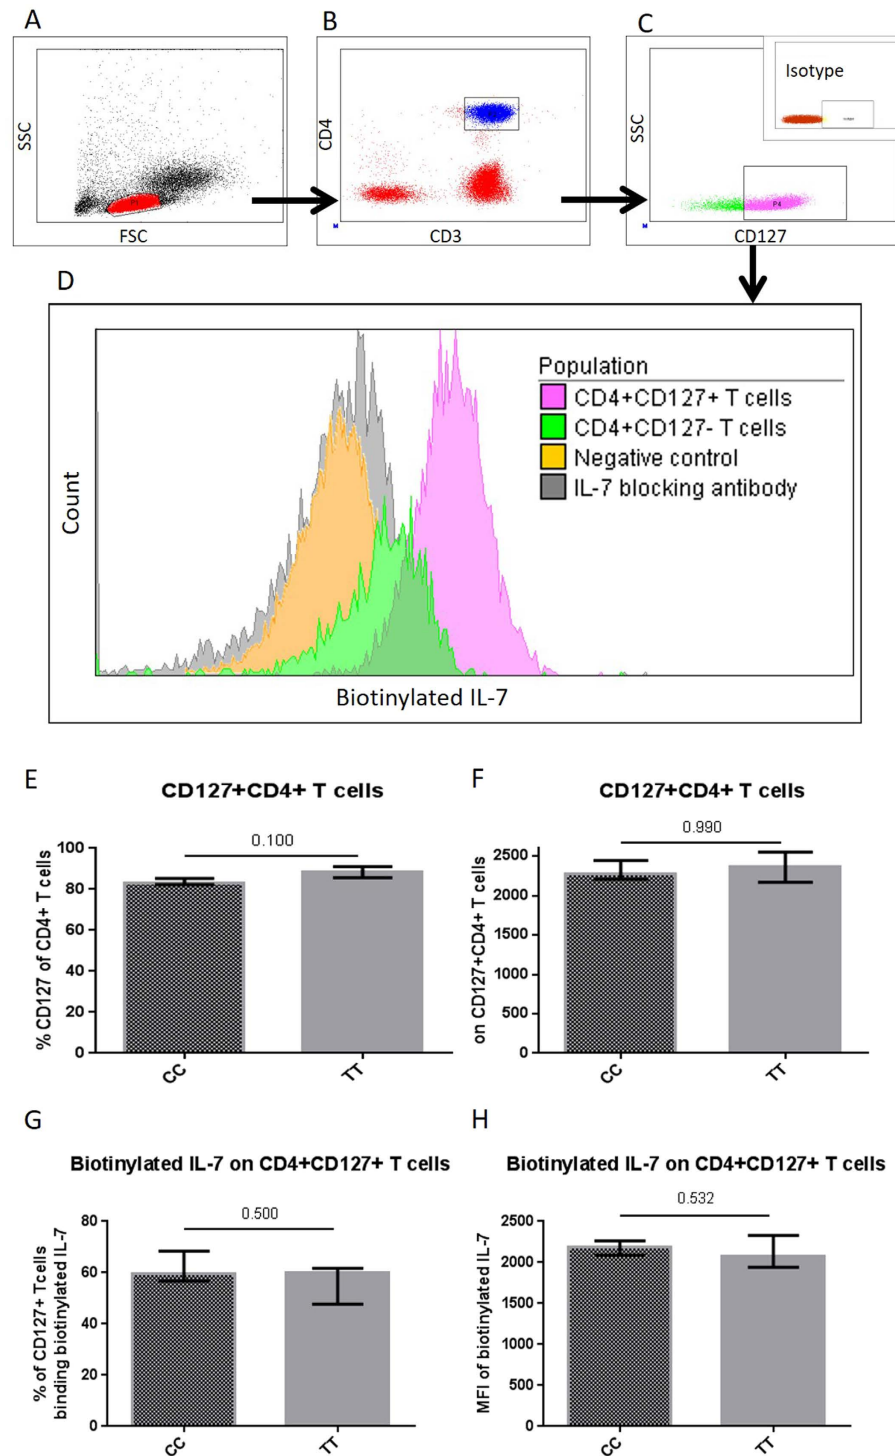 A
B
C
SSC
FSC
CD4
CD3
SSC
Isotype
P4
CD127
D
Count
Population
CD4+CD127+ T cells
CD4+CD127- T cells
Negative control
IL-7 blocking antibody
Biotinylated IL-7
E
CD127+CD4+ T cells
% CD127 of CD4+ T cells
100
80
60
40
20
0
0.100
CC
TT
F
CD127+CD4+ T cells
on CD127+CD4+ T cells
2500
2000
1500
1000
500
0
0.990
CC
TT
G
Biotinylated IL-7 on CD4+CD127+ T cells
% of CD127+ Tcells
binding biotinylated IL-7
80
60
40
20
0
0.500
CC
TT
H
Biotinylated IL-7 on CD4+CD127+ T cells
MFI of biotinylated IL-7
2500
2000
1500
1000
500
0
0.532
CC
TT